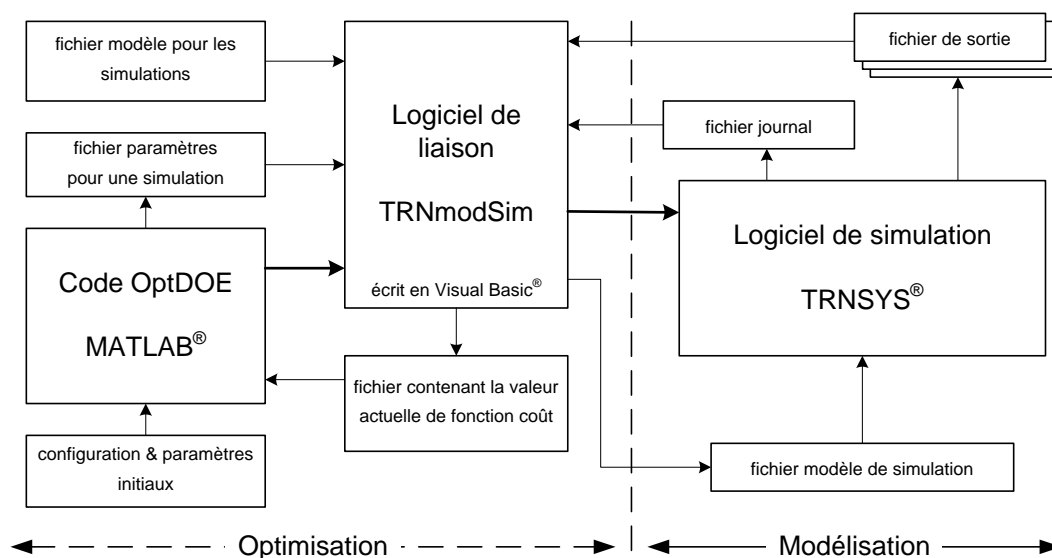 fichier modèle pour les
simulations
fichier paramètres
pour une simulation
Code OptDOE
MATLAB®
configuration & paramètres
initiaux
Logiciel de
liaison
TRNmodSim
écrit en Visual Basic®
fichier contenant la valeur
actuelle de fonction coût
fichier de sortie
fichier journal
Logiciel de simulation
TRNSYS®
fichier modèle de simulation
Optimisation
Modélisation